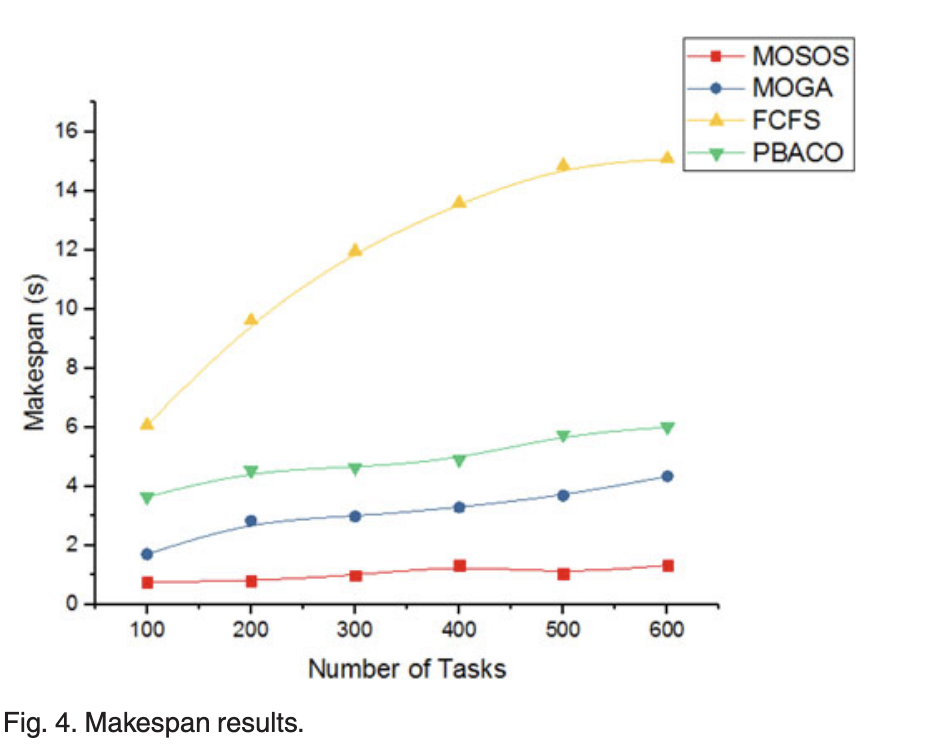 MOSOS
MOGA
FCFS
PBACO
16
14
12
10
8
6
4
2
0
Makespan (s)
100 200 300 400 500 600
Number of Tasks
Fig. 4. Makespan results.